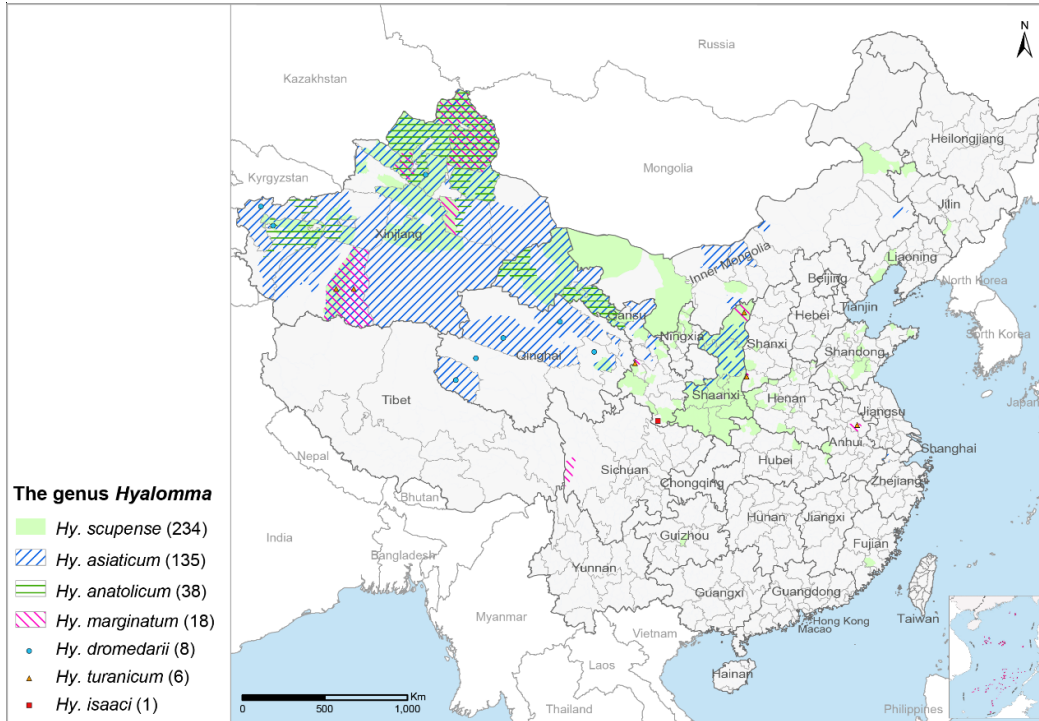 N
Russia
Kazakhstan
Heilongjiang
Mongolia
Kyrgyzstan
Jilin
Xinjiang
Inner Mongolia
Liaoning
Beijing
North Korea
Tianjin
Gansu
Hebei
Ningxia
Shanxi
South Korea
Shandong
Qinghai
Shaanxi
Henan
Japan
Tibet
Jiangsu
Anhui
Shanghai
Nepal
Sichuan
Hubei
Chongqing
Zhejiang
Bhutan
Hunan
Jiangxi
India
Guizhou
Fujian
Bangladesh
Yunnan
Guangxi
Guangdong
Taiwan
Myanmar
Hong Kong
Macao
Vietnam
Laos
Hainan
Thailand
Philippines
The genus Hyalomma
Hy. scupense (234)
Hy. asiaticum (135)
Hy. anatolicum (38)
Hy. marginatum (18)
Hy. dromedarii (8)
Hy. turanicum (6)
Hy. isaaci (1)
Km
0 500 1,000